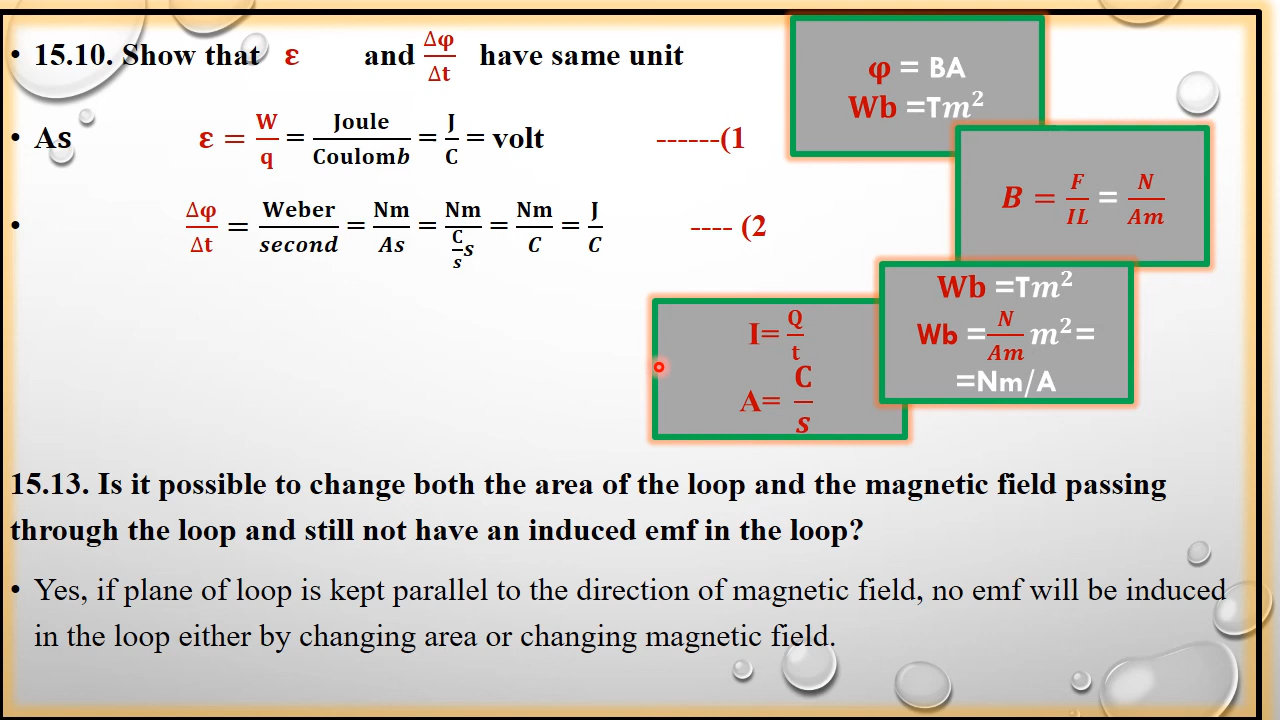 • 15.10. Show that ε and Δφ/Δt have same unit
• As ε = W/q = Joule/Coulomb = J/C = volt ------(1
• Δφ/Δt = Weber/second = Nm/As = Nm/(C/s s) = Nm/C = J/C ---- (2
φ = BA
Wb =Tm²
B = F/IL = N/Am
Wb =Tm²
Wb =N/Am m²=
=Nm/A
I= Q/t
A= C/s
15.13. Is it possible to change both the area of the loop and the magnetic field passing
through the loop and still not have an induced emf in the loop?
• Yes, if plane of loop is kept parallel to the direction of magnetic field, no emf will be induced
in the loop either by changing area or changing magnetic field.